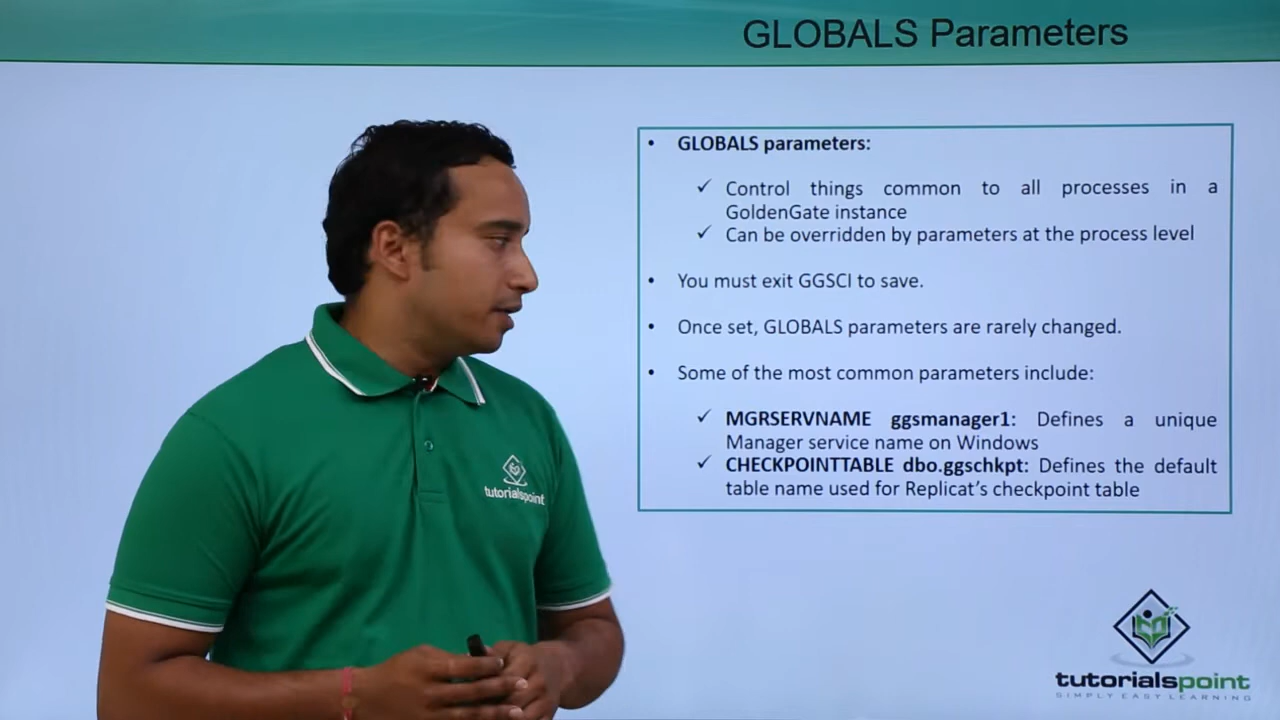 GLOBALS Parameters
• GLOBALS parameters:
✓ Control things common to all processes in a
GoldenGate instance
✓ Can be overridden by parameters at the process level
• You must exit GGSCI to save.
• Once set, GLOBALS parameters are rarely changed.
• Some of the most common parameters include:
✓ MGRSERVNAME ggsmanager1: Defines a unique
Manager service name on Windows
✓ CHECKPOINTTABLE dbo.ggschkpt: Defines the default
table name used for Replicat’s checkpoint table
tutorialspoint
tutorialspoint
SIMPLY EASY LEARNING